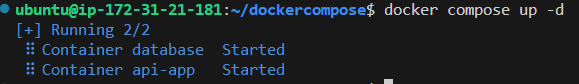 ubuntu@ip-172-31-21-181:~/dockercompose$ docker compose up -d
[+] Running 2/2
⠿ Container database Started
⠿ Container api-app Started